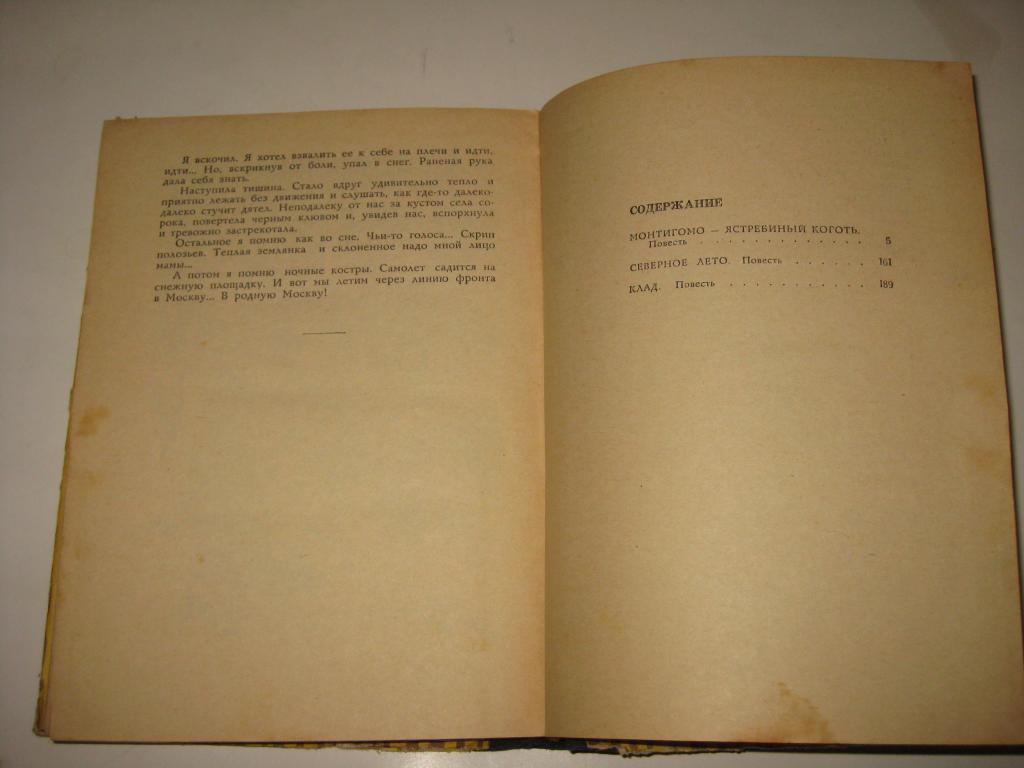 Я вскочил. Я хотел взвалить ее к себе на плечи и идти,
идти... Но, вскрикнув от боли, упал в снег. Раненая рука
дала себя знать.
Наступила тишина. Стало вдруг удивительно тепло и
приятно лежать без движения и слушать, как где-то далеко-
далеко стучит дятел. Неподалеку от нас за кустом села со-
рока, повертела черным клювом и, увидев нас, вспорхнула
и тревожно застрекотала.
Остальное я помню как во сне. Чьи-то голоса... Скрип
полозьев. Теплая землянка и склоненное надо мной лицо
мамы...
А потом я помню ночные костры. Самолет садится на
снежную площадку. И вот мы летим через линию фронта
в Москву... В родную Москву!
СОДЕРЖАНИЕ
МОНТИГОМО — ЯСТРЕБИНЫЙ КОГОТЬ.
Повесть . . . . . . . . . . . . . 5
СЕВЕРНОЕ ЛЕТО. Повесть . . . . . . 161
КЛАД. Повесть . . . . . . . . . . . 189